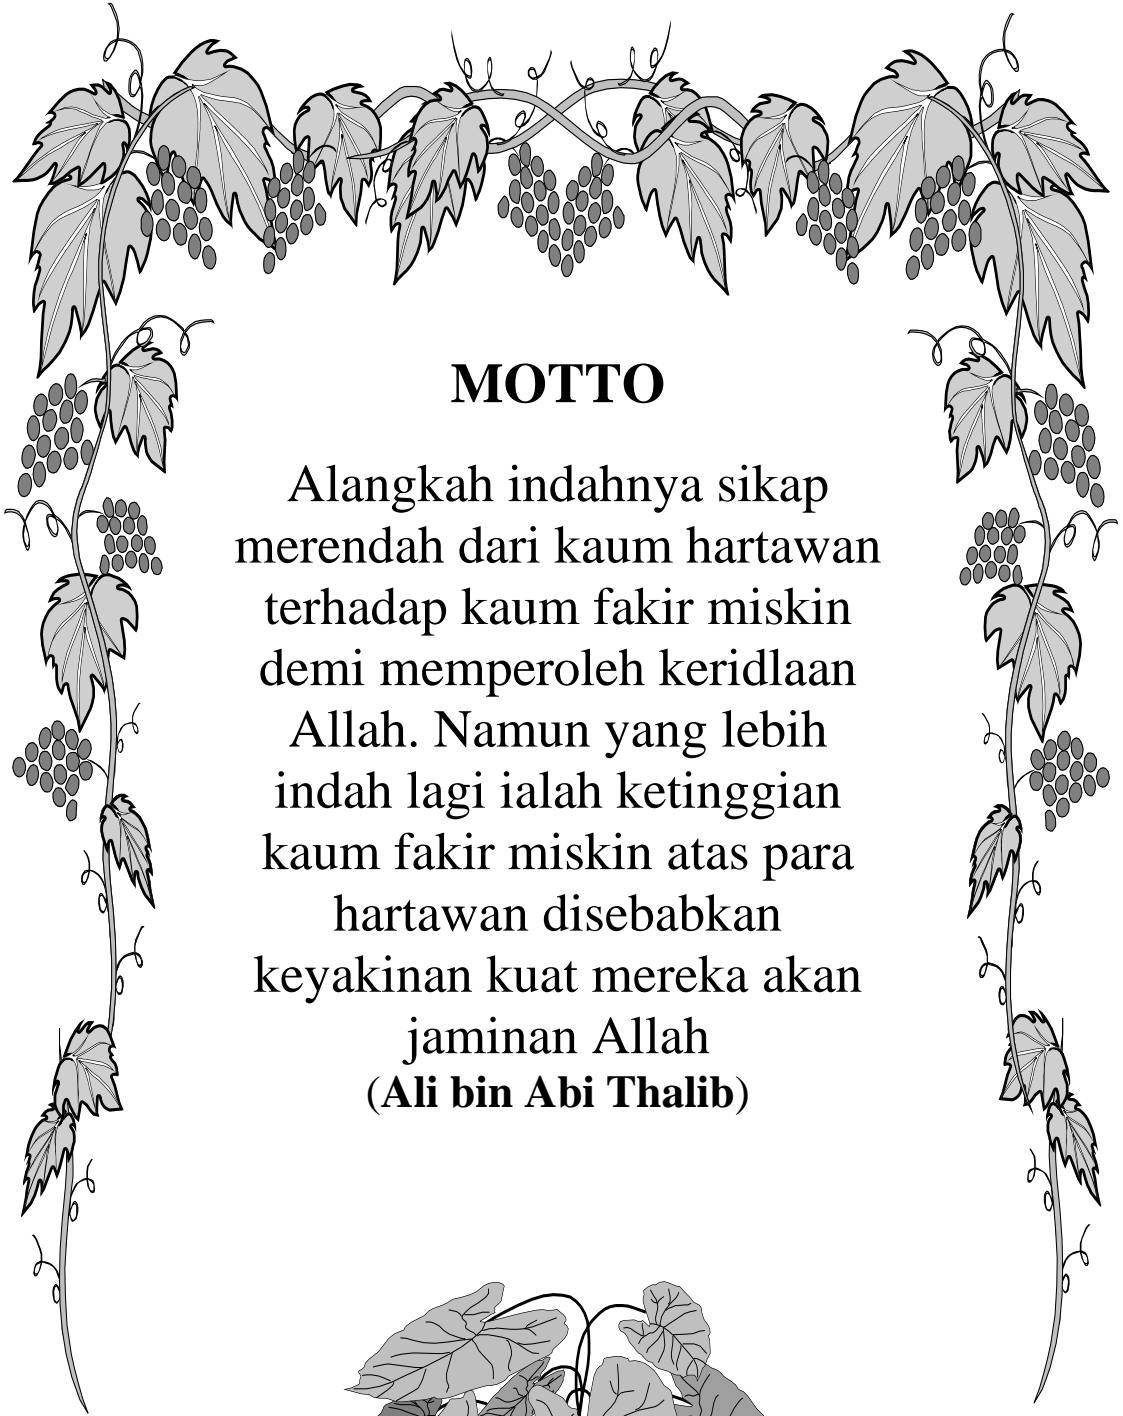 MOTTO
Alangkah indahnya sikap
merendah dari kaum hartawan
terhadap kaum fakir miskin
demi memperoleh keridlaan
Allah. Namun yang lebih
indah lagi ialah ketinggian
kaum fakir miskin atas para
hartawan disebabkan
keyakinan kuat mereka akan
jaminan Allah
(Ali bin Abi Thalib)